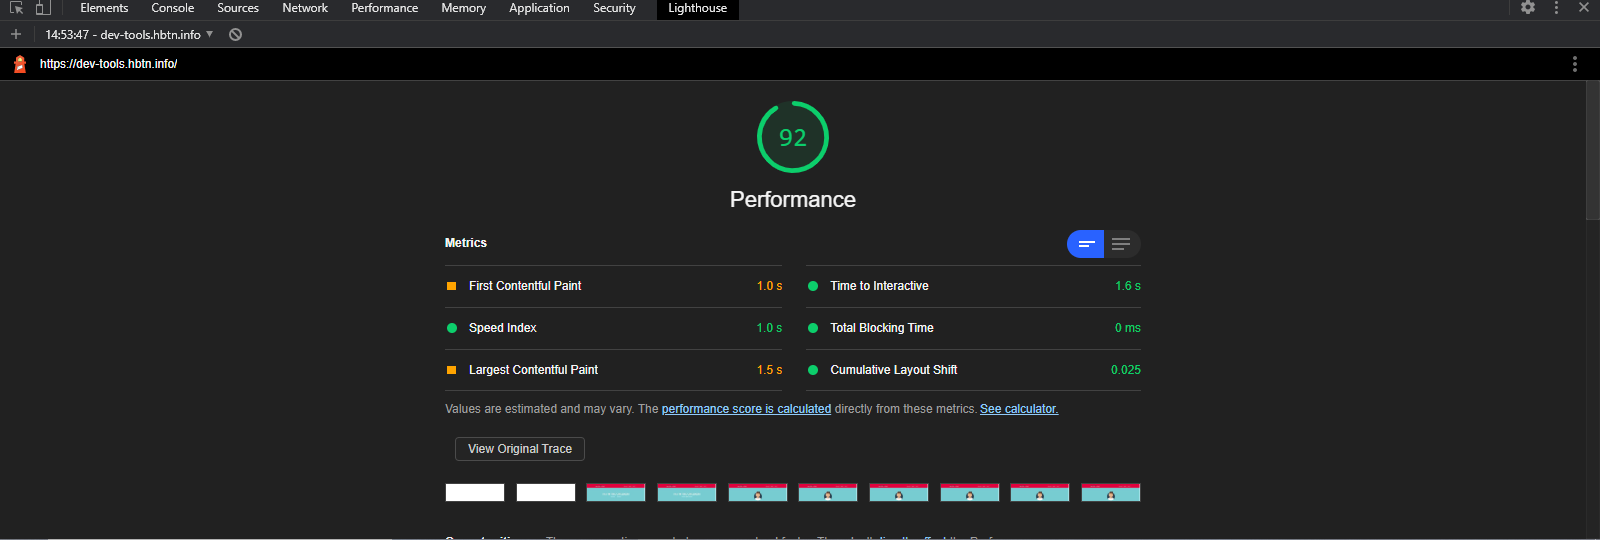 Elements Console Sources Network Performance Memory Application Security Lighthouse
14:53:47 - dev-tools.hbtn.info
https://dev-tools.hbtn.info/
92
Performance
Metrics
First Contentful Paint 1.0 s
Time to Interactive 1.6 s
Speed Index 1.0 s
Total Blocking Time 0 ms
Largest Contentful Paint 1.5 s
Cumulative Layout Shift 0.025
Values are estimated and may vary. The performance score is calculated directly from these metrics. See calculator.
View Original Trace